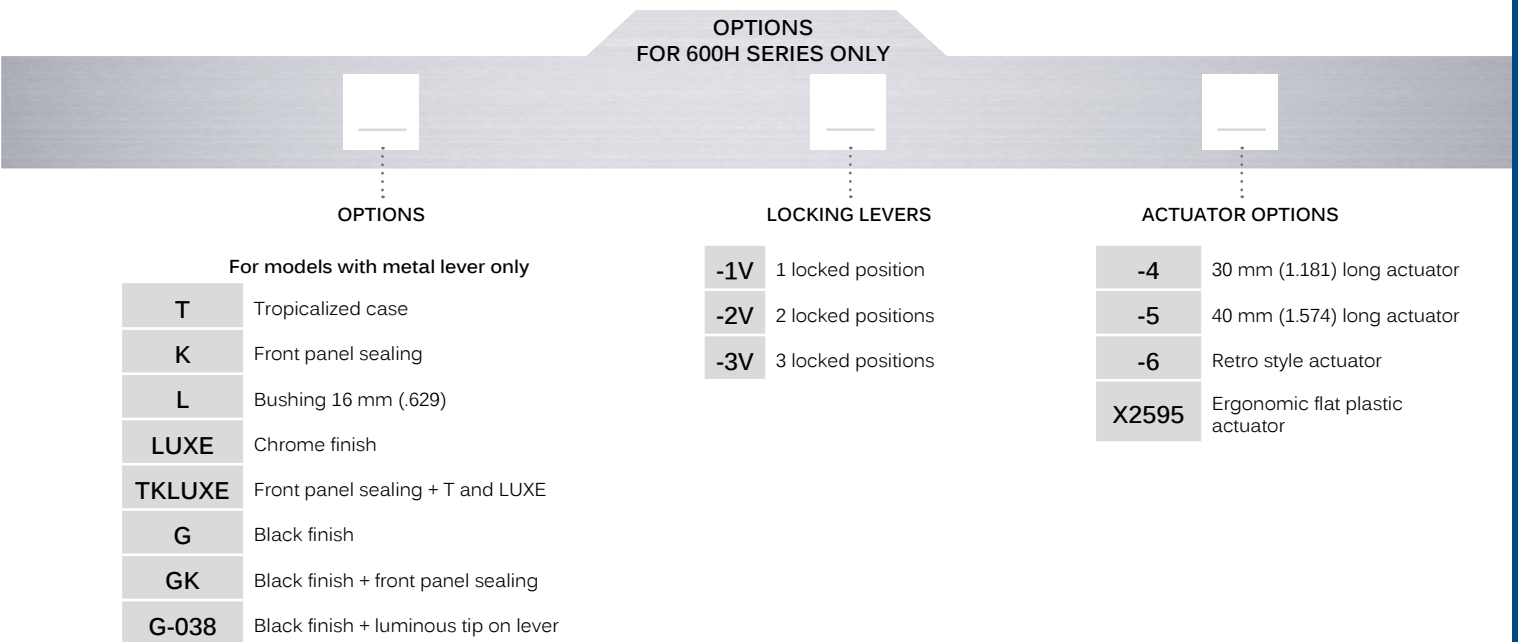 OPTIONS
FOR 600H SERIES ONLY
OPTIONS
For models with metal lever only
T Tropicalized case
K Front panel sealing
L Bushing 16 mm (.629)
LUXE Chrome finish
TKLUXE Front panel sealing + T and LUXE
G Black finish
GK Black finish + front panel sealing
G-038 Black finish + luminous tip on lever
LOCKING LEVERS
-1V 1 locked position
-2V 2 locked positions
-3V 3 locked positions
ACTUATOR OPTIONS
-4 30 mm (1.181) long actuator
-5 40 mm (1.574) long actuator
-6 Retro style actuator
X2595 Ergonomic flat plastic
actuator